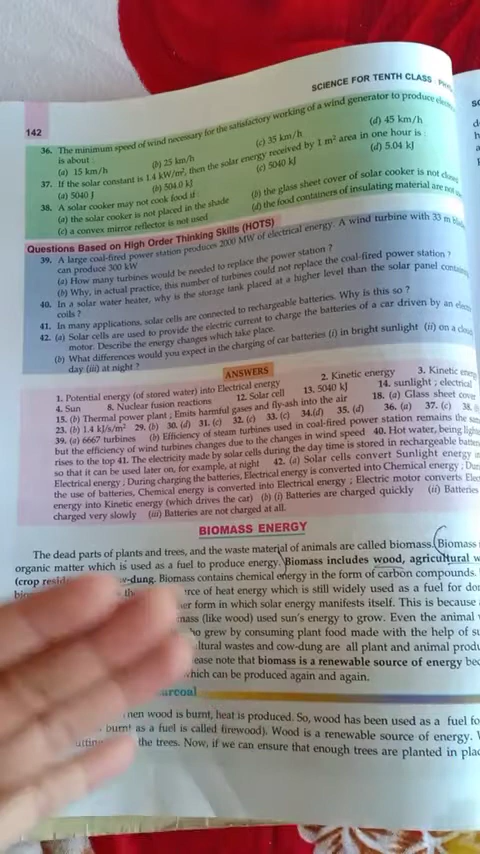 SCIENCE FOR TENTH CLASS
142
36. The minimum speed of wind necessary for the satisfactory working of a wind generator to produce
is about :
(a) 15 km/h (b) 25 km/h (c) 35 km/h (d) 45 km/h
37. If the solar constant is 1.4 kW/m², then the solar energy received by 1 m² area in one hour is :
(a) 5040 J (b) 504.0 kJ (c) 5040 kJ (d) 5.04 kJ
38. A solar cooker may not cook food if :
(a) the solar cooker is not placed in the shade (b) the glass sheet cover of solar cooker is not
(c) a convex mirror reflector is not used (d) the food containers of insulating material are not
Questions Based on High Order Thinking Skills (HOTS)
39. A large coal-fired power station produces 2000 MW of electrical energy. A wind turbine with 33 m
can produce 300 kW
(a) How many turbines would be needed to replace the power station ?
(b) Why, in actual practice, this number of turbines could not replace the coal-fired power station ?
40. In a solar water heater, why is the storage tank placed at a higher level than the solar panel
coils ?
41. In many applications, solar cells are connected to rechargeable batteries. Why is this so ?
42. (a) Solar cells are used to provide the electric current to charge the batteries of a car driven by an
motor. Describe the energy changes which take place.
(b) What differences would you expect in the charging of car batteries (i) in bright sunlight (ii) on a
day (iii) at night ?
ANSWERS
1. Potential energy (of stored water) into Electrical energy 2. Kinetic energy 3. Kinetic
4. Sun 8. Nuclear fusion reactions 12. Solar cell 13. 5040 kJ 14. sunlight ; electrical
15. (b) Thermal power plant ; Emits harmful gases and fly-ash into the air 18. (a) Glass sheet cover
23. (b) 1.4 kJ/s/m² 29. (b) 30. (d) 31. (c) 32. (c) 33. (c) 34.(d) 35. (d) 36. (a) 37. (c) 38.
39. (a) 6667 turbines (b) Efficiency of steam turbines used in coal-fired power station remains the
but the efficiency of wind turbines changes due to the changes in wind speed 40. Hot water, being
rises to the top 41. The electricity made by solar cells during the day time is stored in rechargeable
so that it can be used later on, for example, at night 42. (a) Solar cells convert Sunlight energy
Electrical energy ; During charging the batteries, Electrical energy is converted into Chemical energy ;
the use of batteries, Chemical energy is converted into Electrical energy ; Electric motor converts
energy into Kinetic energy (which drives the car) (b) (i) Batteries are charged quickly (ii) Batteries
charged very slowly (iii) Batteries are not charged at all.
BIOMASS ENERGY
The dead parts of plants and trees, and the waste material of animals are called biomass. Biomass
organic matter which is used as a fuel to produce energy. Biomass includes wood, agricultural
(crop dung. Biomass contains chemical energy in the form of carbon compounds.
of heat energy which is still widely used as a fuel for
form in which solar energy manifests itself. This is because
(like wood) used sun's energy to grow. Even the animal
grew by consuming plant food made with the help of
wastes and cow-dung are all plant and animal
note that biomass is a renewable source of energy
which can be produced again and again.
wood is burnt, heat is produced. So, wood has been used as a fuel
burnt as a fuel is called firewood). Wood is a renewable source of energy.
the trees. Now, if we can ensure that enough trees are planted in